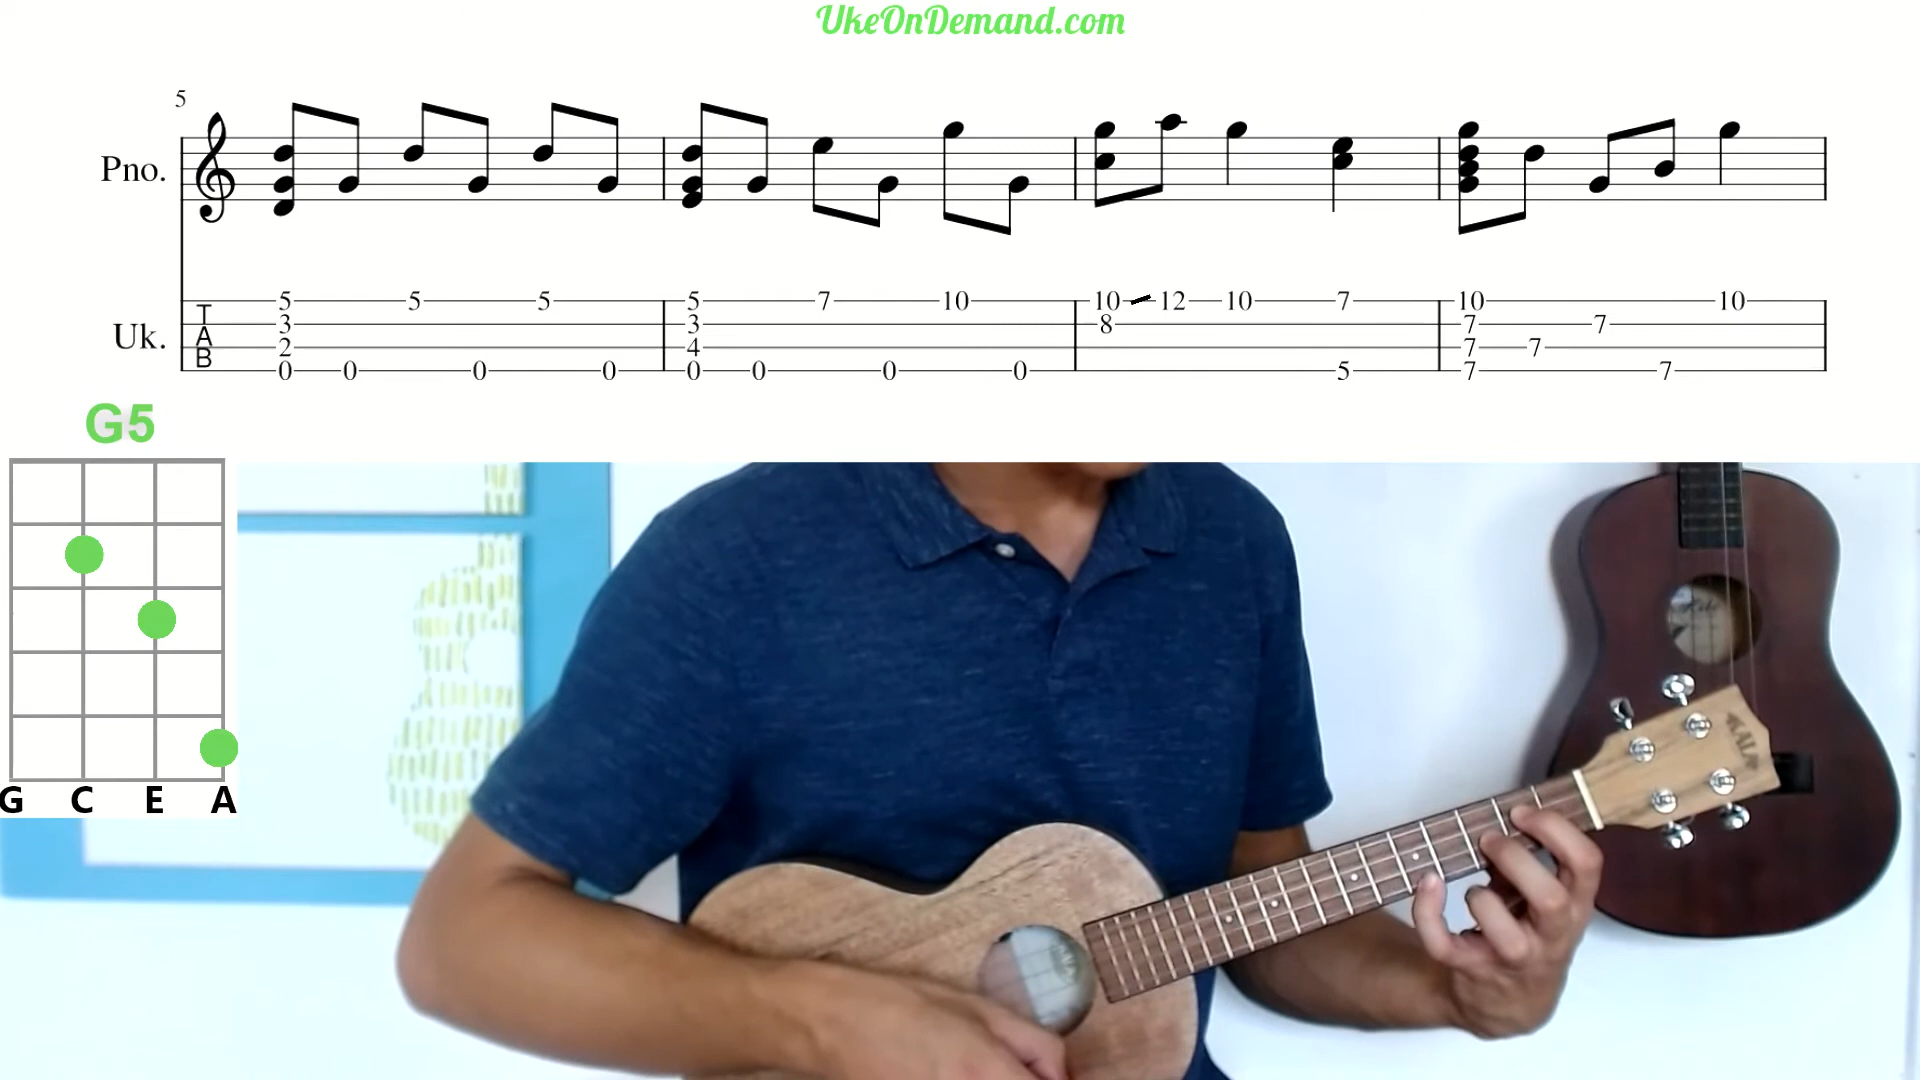 UkeOnDemand.com
5
Pno.
5 5 5 5 7 10 10 12 10 7 10 10
T 3 3 8 7 7
Uk. A 2 4 7 7
B 0 0 0 0 0 0 0 0 5 7 7
G5
G C E A
KALA